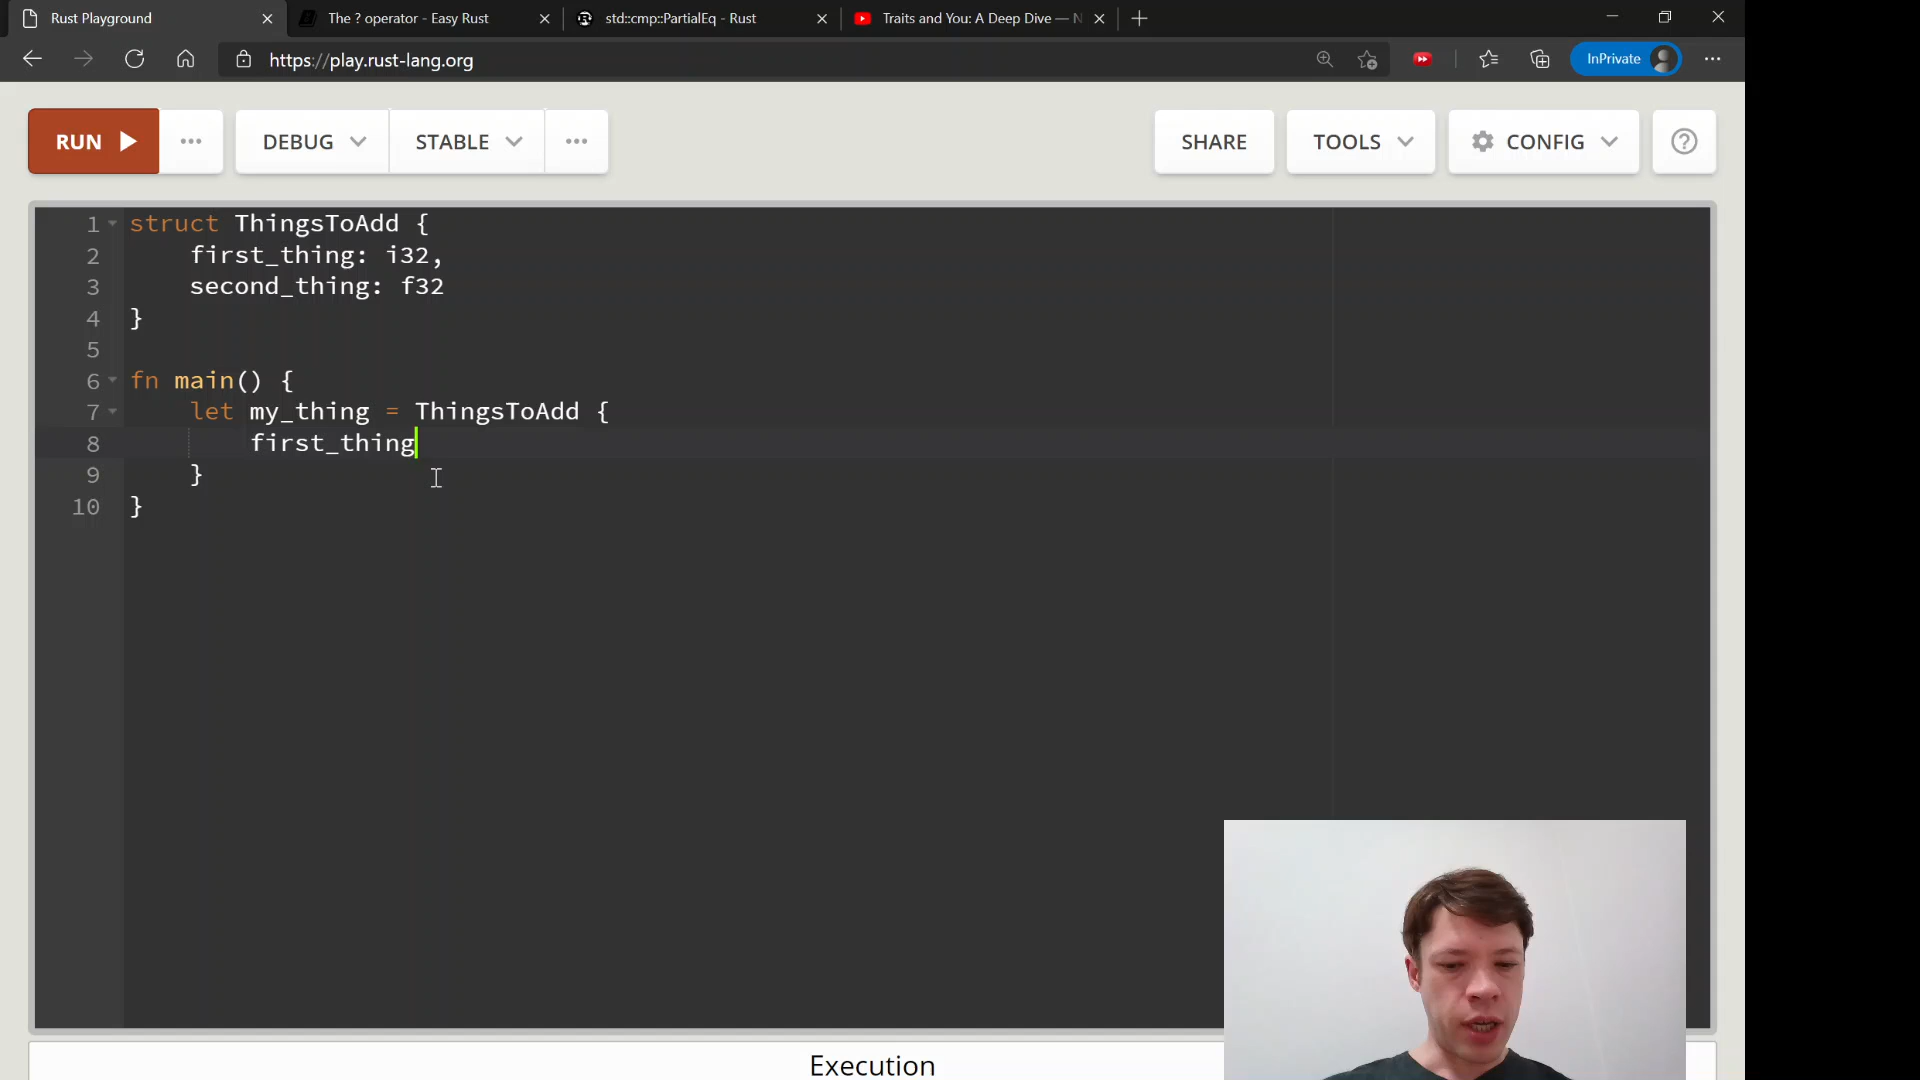 Rust Playground
The ? operator - Easy Rust
std::cmp::PartialEq - Rust
Traits and You: A Deep Dive — N
https://play.rust-lang.org
InPrivate
RUN
DEBUG
STABLE
SHARE
TOOLS
CONFIG
1 struct ThingsToAdd {
2 first_thing: i32,
3 second_thing: f32
4 }
5
6 fn main() {
7 let my_thing = ThingsToAdd {
8 first_thing
9 }
10 }
Execution